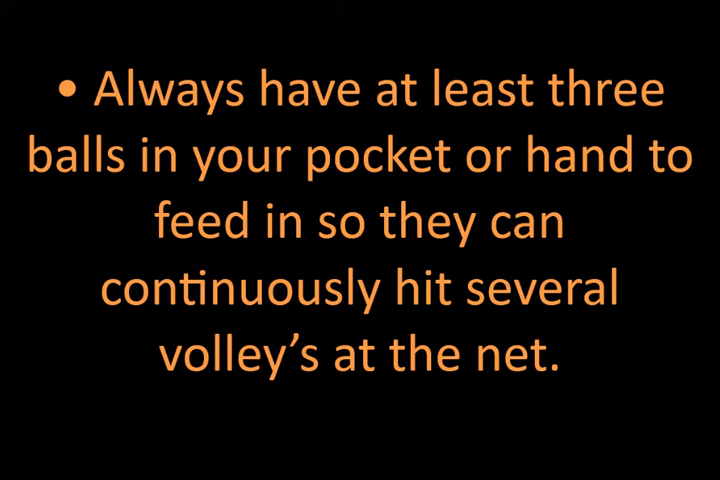 • Always have at least three
balls in your pocket or hand to
feed in so they can
continuously hit several
volley’s at the net.